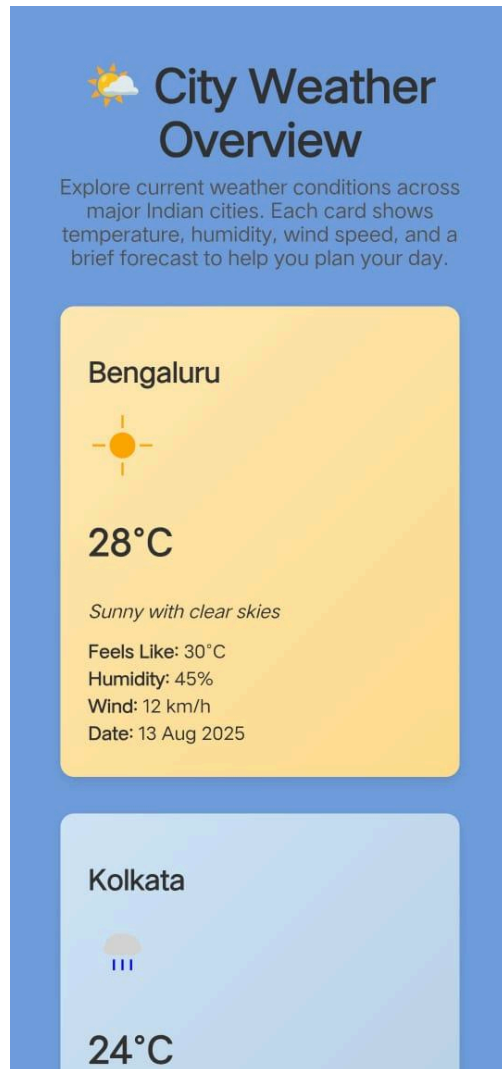 City Weather
Overview
Explore current weather conditions across
major Indian cities. Each card shows
temperature, humidity, wind speed, and a
brief forecast to help you plan your day.
Bengaluru
28°C
Sunny with clear skies
Feels Like: 30°C
Humidity: 45%
Wind: 12 km/h
Date: 13 Aug 2025
Kolkata
24°C